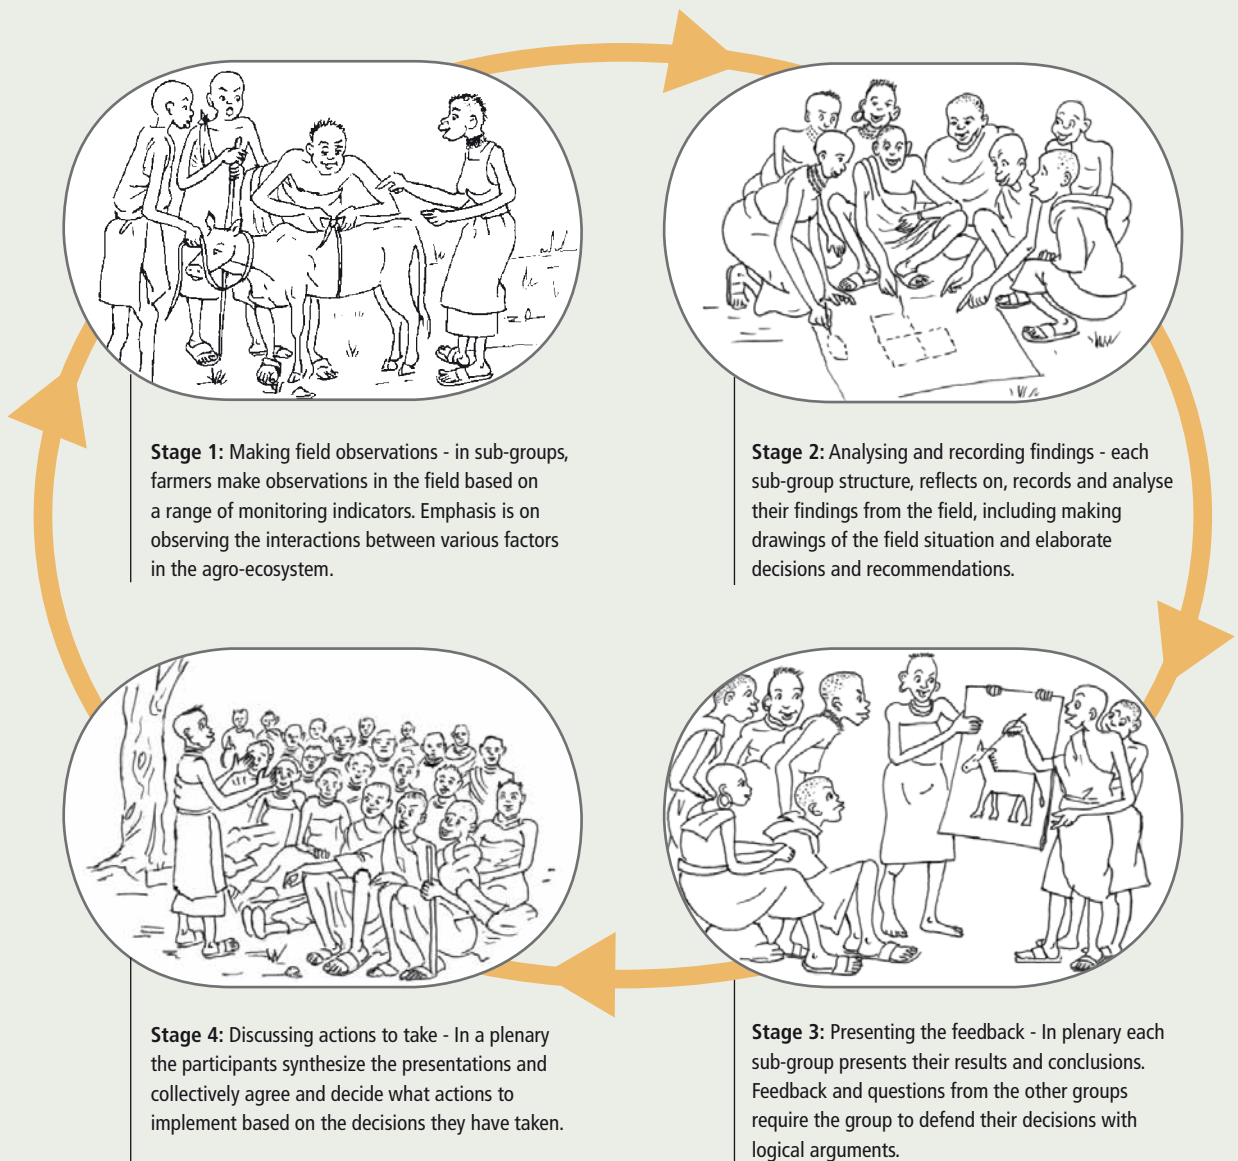 Stage 1: Making field observations - in sub-groups,
farmers make observations in the field based on
a range of monitoring indicators. Emphasis is on
observing the interactions between various factors
in the agro-ecosystem.
Stage 2: Analysing and recording findings - each
sub-group structure, reflects on, records and analyse
their findings from the field, including making
drawings of the field situation and elaborate
decisions and recommendations.
Stage 3: Presenting the feedback - In plenary each
sub-group presents their results and conclusions.
Feedback and questions from the other groups
require the group to defend their decisions with
logical arguments.
Stage 4: Discussing actions to take - In a plenary
the participants synthesize the presentations and
collectively agree and decide what actions to
implement based on the decisions they have taken.